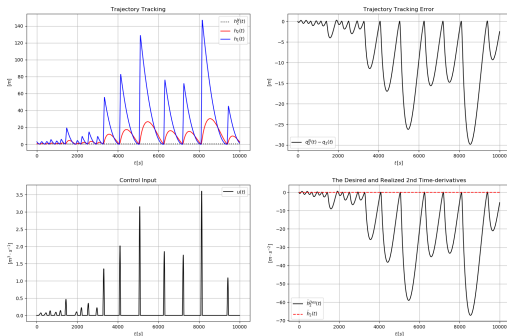 Trajectory Tracking
[m]
140
120
100
80
60
40
20
0
h₂ᵈ(t)
h₂(t)
h₁(t)
0 2000 4000 6000 8000 10000
t [s]
Trajectory Tracking Error
[m]
0
−5
−10
−15
−20
−25
−30
0 2000 4000 6000 8000 10000
t [s]
Control Input
3.5
3.0
2.5
2.0
1.5
1.0
0.5
0.0
u(t)
0 2000 4000 6000 8000 10000
t [s]
The Desired and Realized 2nd Time-derivatives
0
−10
−20
−30
−40
−50
−60
−70
0 2000 4000 6000 8000 10000
t [s]